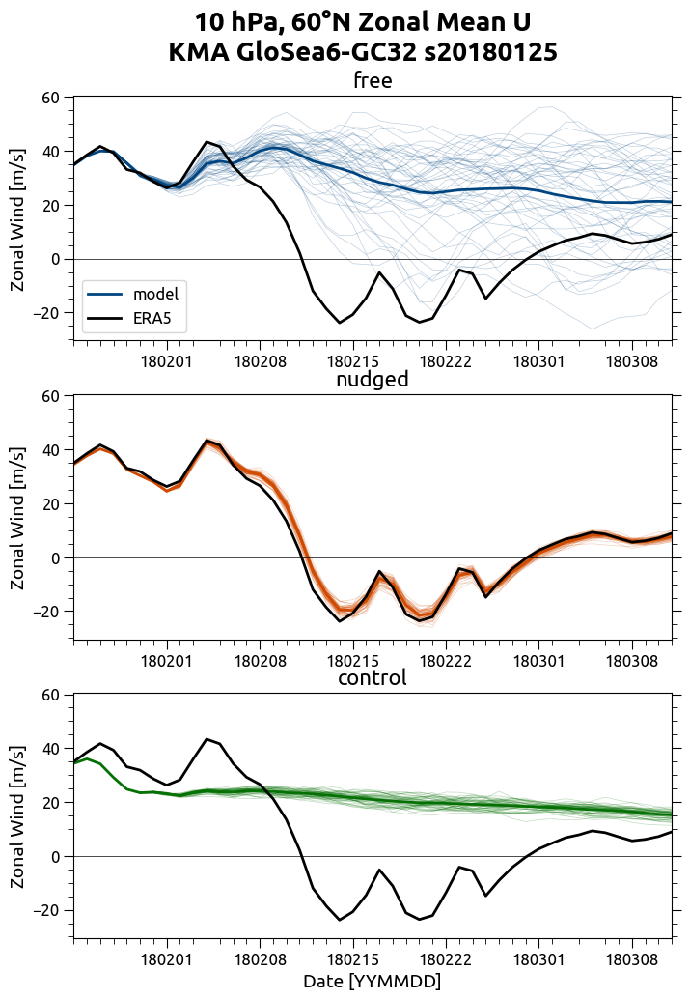 10 hPa, 60°N Zonal Mean U
KMA GloSea6-GC32 s20180125
free
60
40
20
0
−20
Zonal Wind [m/s]
model
ERA5
180201 180208 180215 180222 180301 180308
nudged
60
40
20
0
−20
Zonal Wind [m/s]
180201 180208 180215 180222 180301 180308
control
60
40
20
0
−20
Zonal Wind [m/s]
180201 180208 180215 180222 180301 180308
Date [YYMMDD]